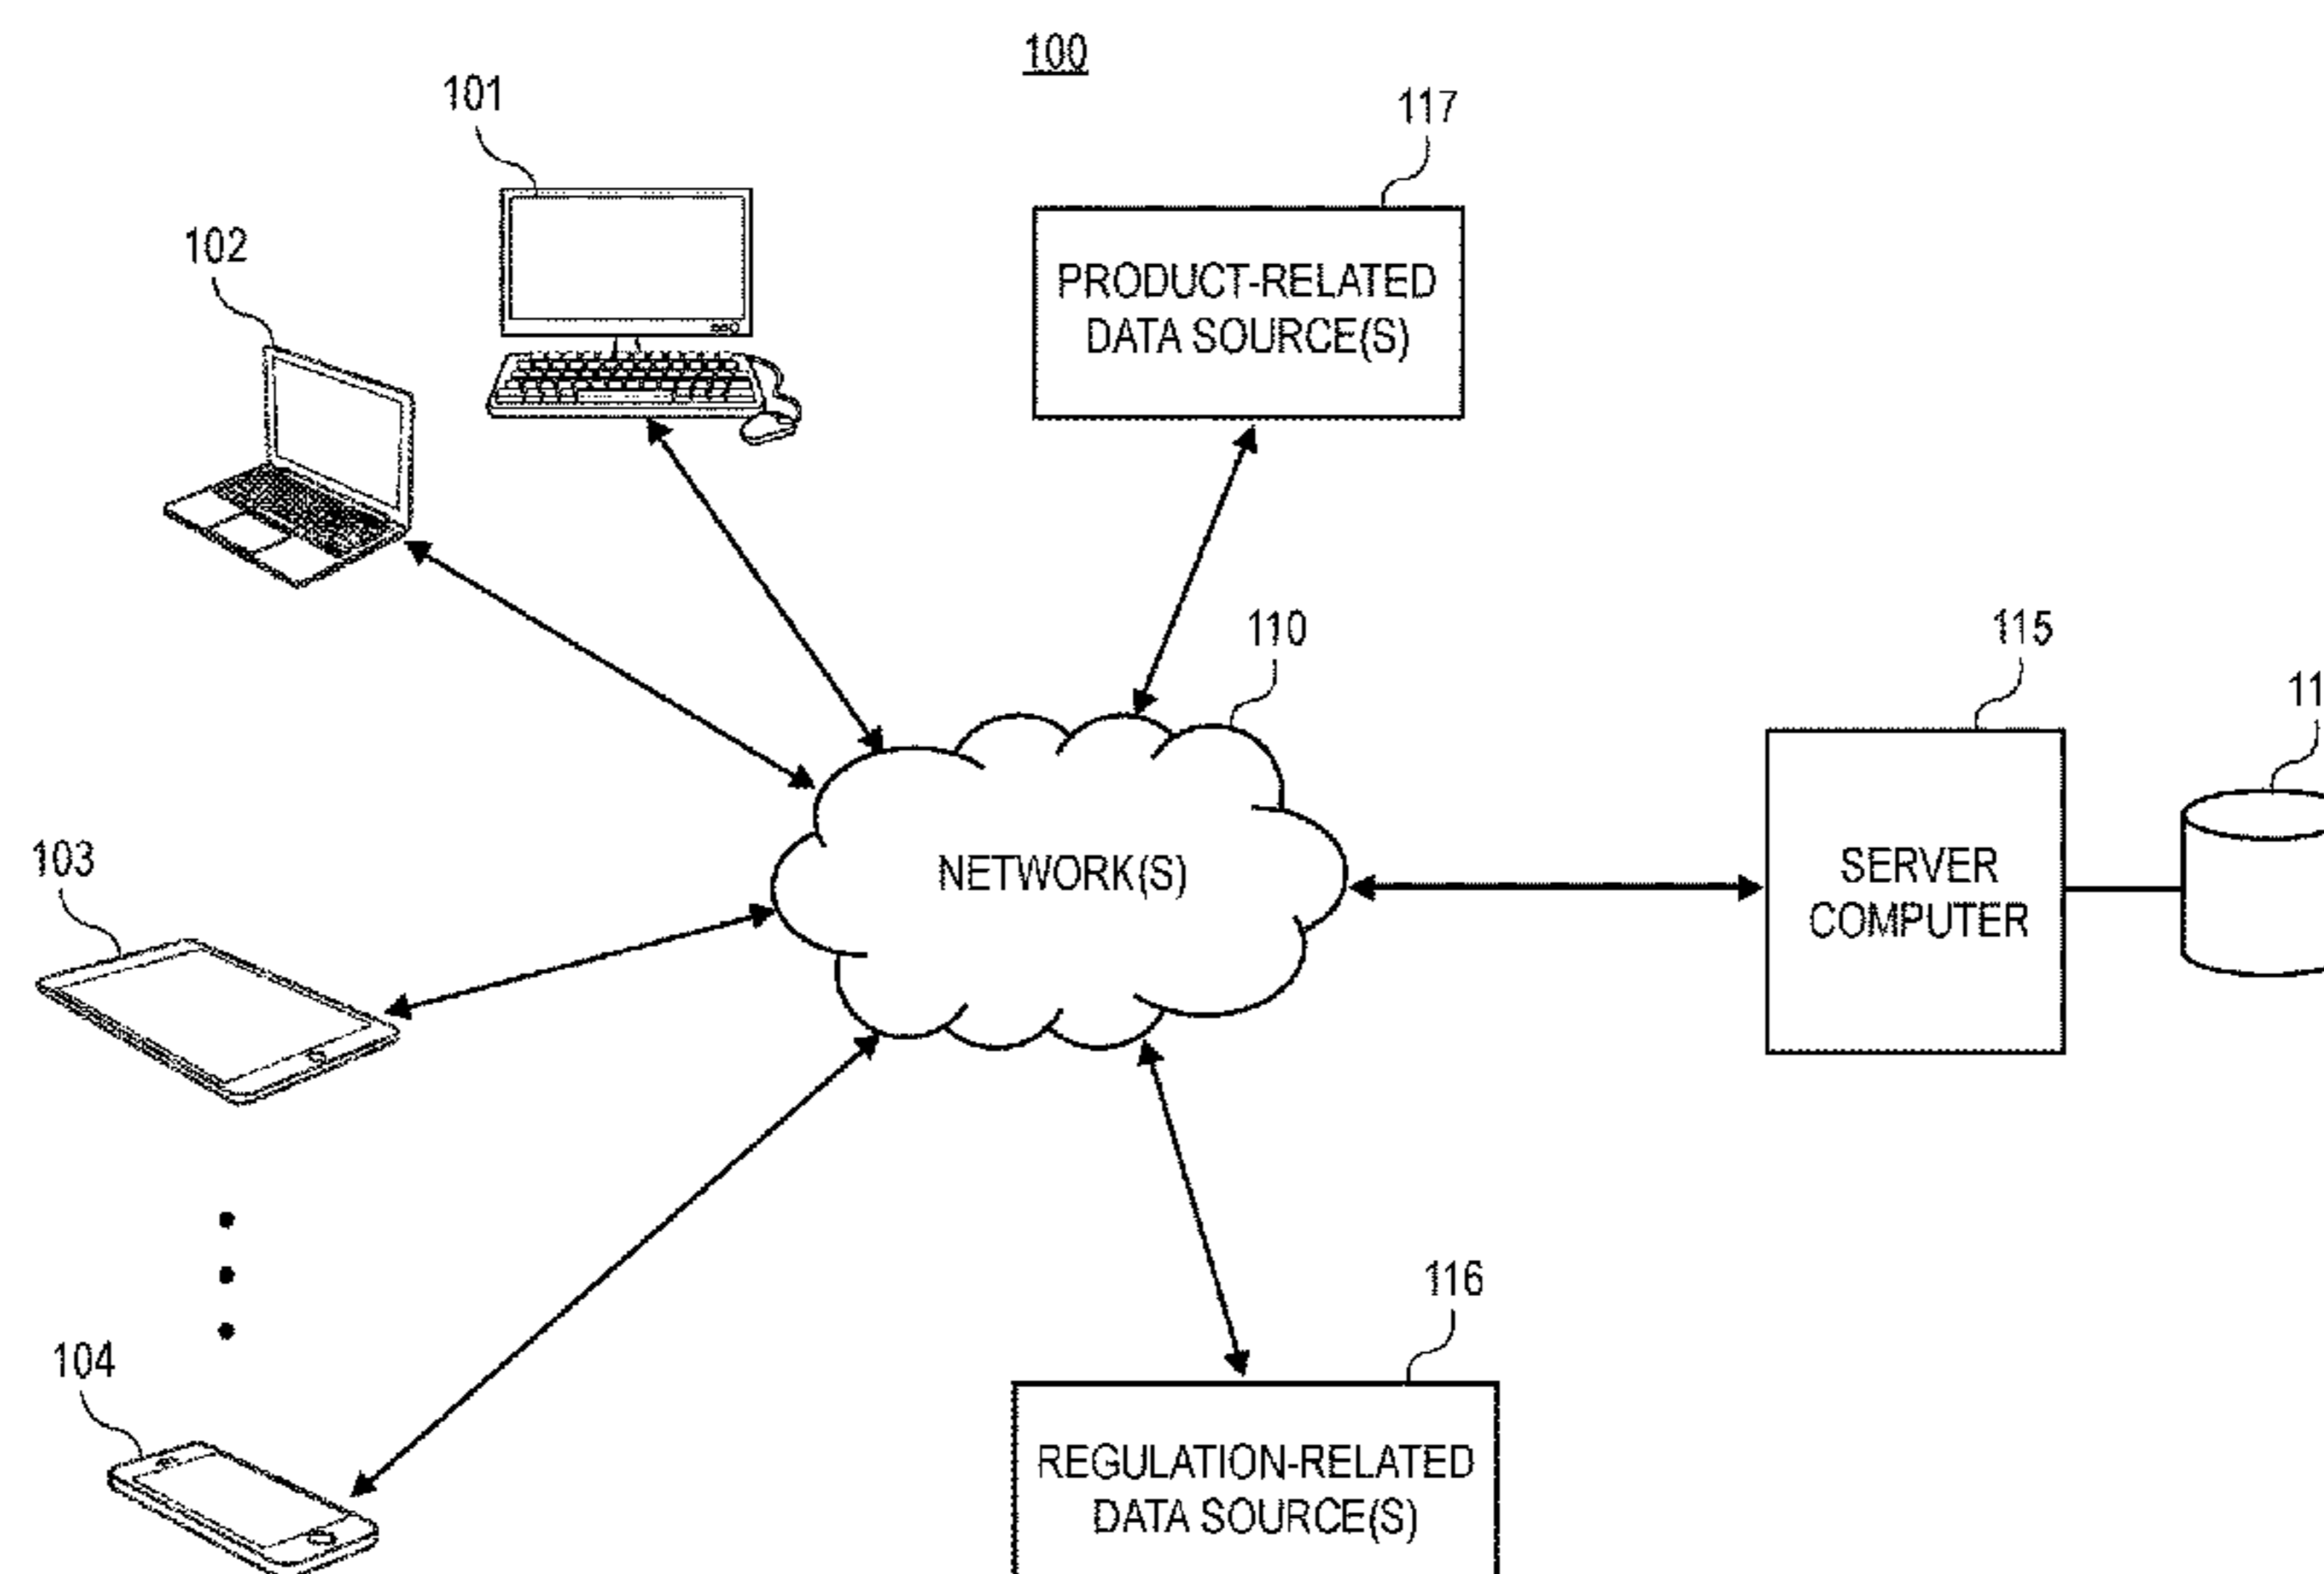 100
101
117
102
PRODUCT-RELATED
DATA SOURCE(S)
110
115
103
NETWORK(S)
SERVER
COMPUTER
116
104
REGULATION-RELATED
DATA SOURCE(S)